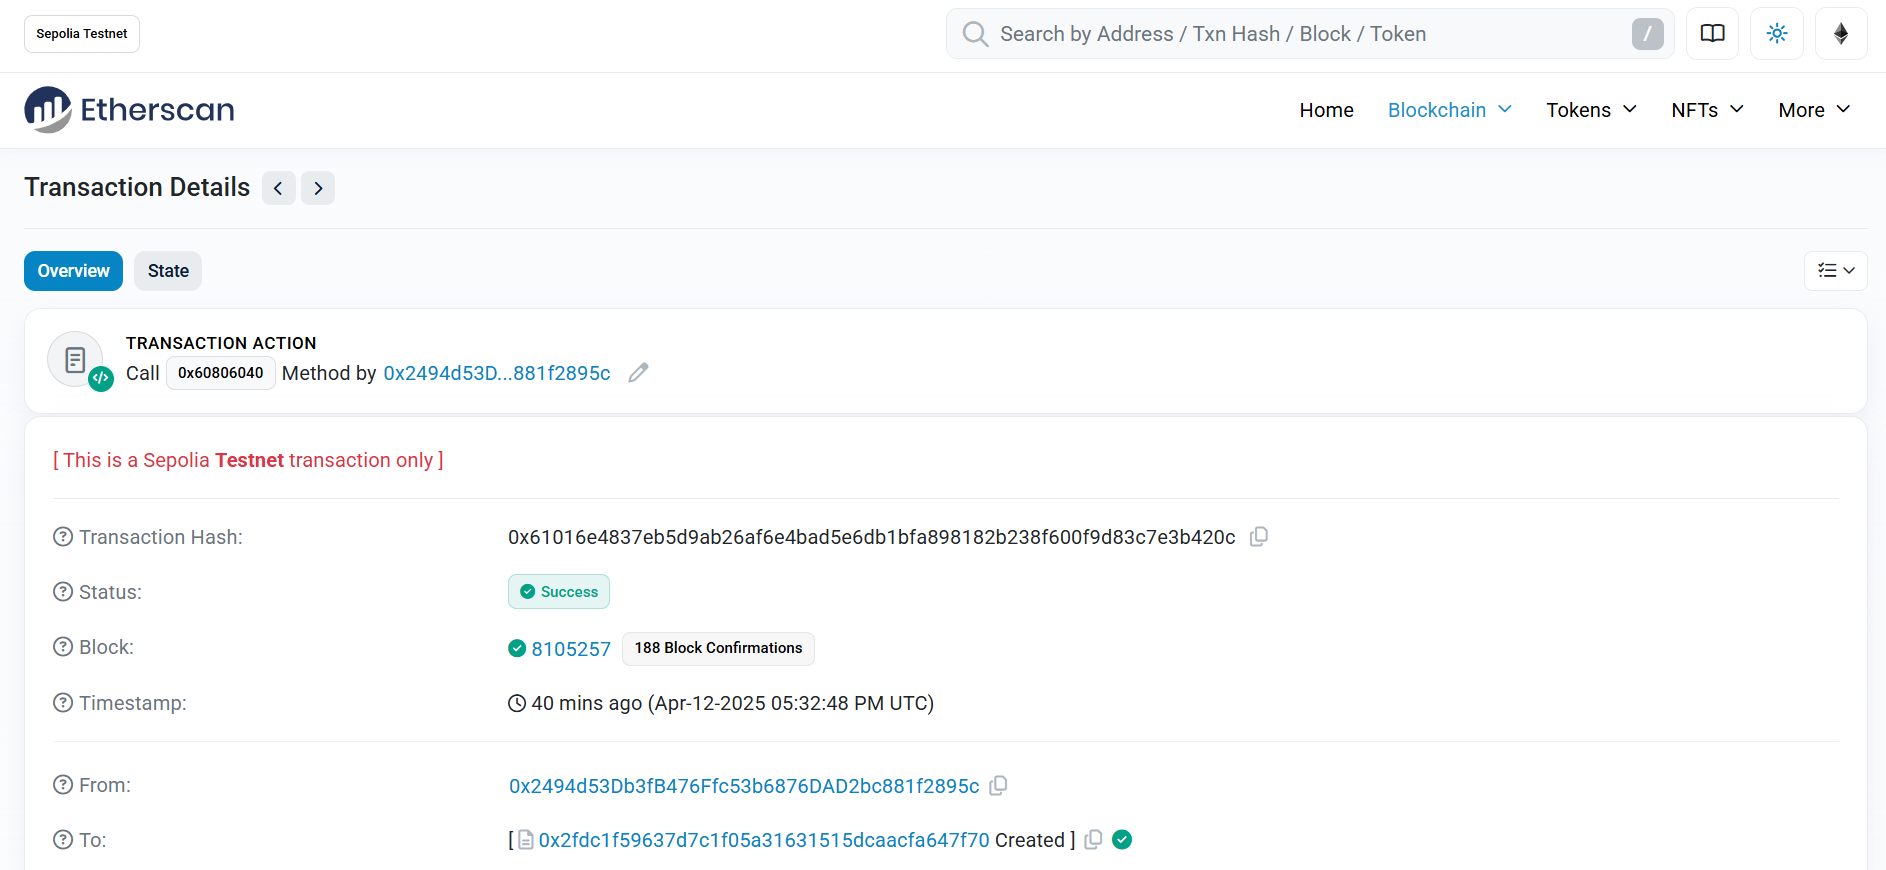 Sepolia Testnet
Search by Address / Txn Hash / Block / Token /
Etherscan
Home Blockchain Tokens NFTs More
Transaction Details
Overview State
TRANSACTION ACTION
Call 0x60806040 Method by 0x2494d53D...881f2895c
[ This is a Sepolia Testnet transaction only ]
Transaction Hash: 0x61016e4837eb5d9ab26af6e4bad5e6db1bfa898182b238f600f9d83c7e3b420c
Status: Success
Block: 8105257 188 Block Confirmations
Timestamp: 40 mins ago (Apr-12-2025 05:32:48 PM UTC)
From: 0x2494d53Db3fB476Ffc53b6876DAD2bc881f2895c
To: [ 0x2fdc1f59637d7c1f05a31631515dcaacfa647f70 Created ]